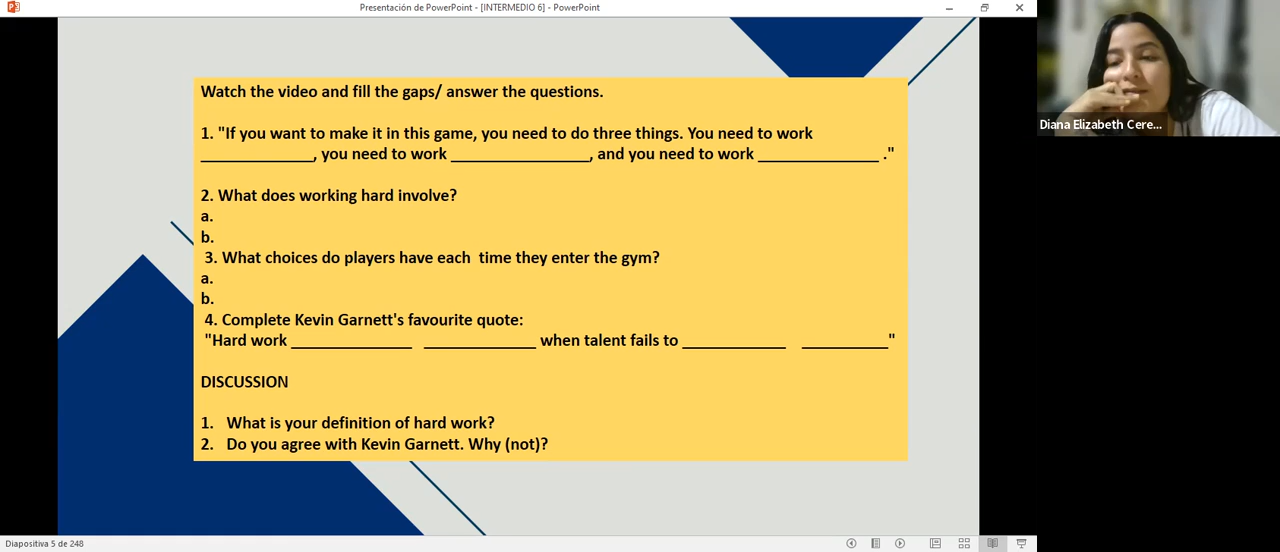 Presentación de PowerPoint - [INTERMEDIO 6] - PowerPoint
Watch the video and fill the gaps/ answer the questions.
1. "If you want to make it in this game, you need to do three things. You need to work
_____________, you need to work ________________, and you need to work ______________ ."
2. What does working hard involve?
a.
b.
3. What choices do players have each  time they enter the gym?
a.
b.
4. Complete Kevin Garnett's favourite quote:
"Hard work ______________ _____________ when talent fails to ____________ __________"
DISCUSSION
1. What is your definition of hard work?
2. Do you agree with Kevin Garnett. Why (not)?
Diapositiva 5 de 248
Diana Elizabeth Cere...